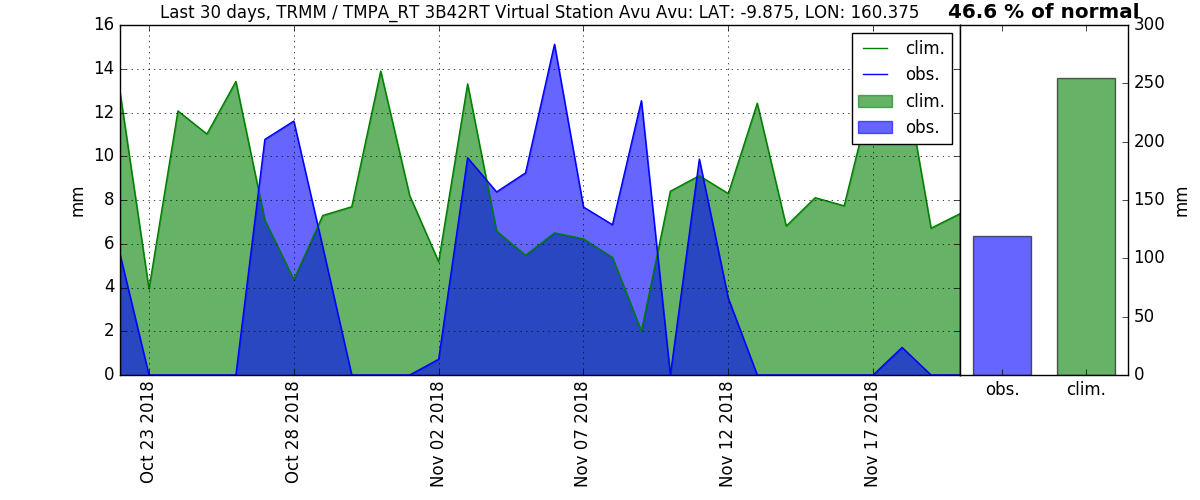 Last 30 days, TRMM / TMPA_RT 3B42RT Virtual Station Avu Avu: LAT: -9.875, LON: 160.375
46.6 % of normal
16
14
12
10
8
6
4
2
0
mm
clim.
obs.
clim.
obs.
Oct 23 2018
Oct 28 2018
Nov 02 2018
Nov 07 2018
Nov 12 2018
Nov 17 2018
300
250
200
150
100
50
0
mm
obs.
clim.